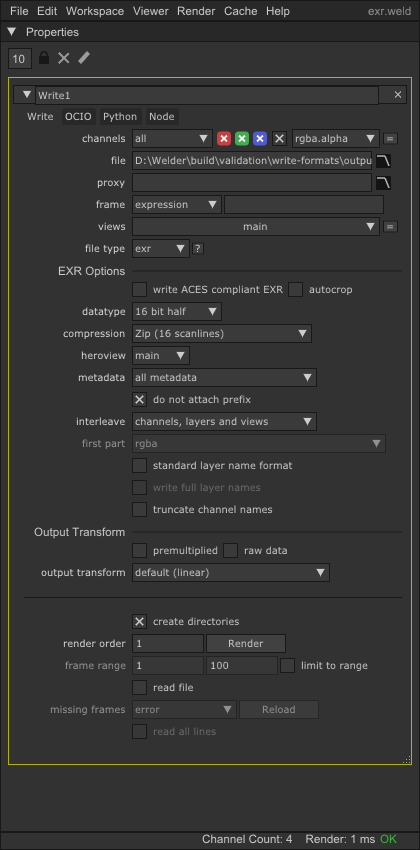 File Edit Workspace Viewer Render Cache Help exr.weld
Properties
10
Write1
Write OCIO Python Node
channels all rgba.alpha =
file D:\Welder\build\validation\write-formats\outpu
proxy
frame expression
views main =
file type exr ?
EXR Options
write ACES compliant EXR autocrop
datatype 16 bit half
compression Zip (16 scanlines)
heroview main
metadata all metadata
do not attach prefix
interleave channels, layers and views
first part rgba
standard layer name format
write full layer names
truncate channel names
Output Transform
premultiplied raw data
output transform default (linear)
create directories
render order 1 Render
frame range 1 100 limit to range
read file
missing frames error Reload
read all lines
Channel Count: 4 Render: 1 ms OK